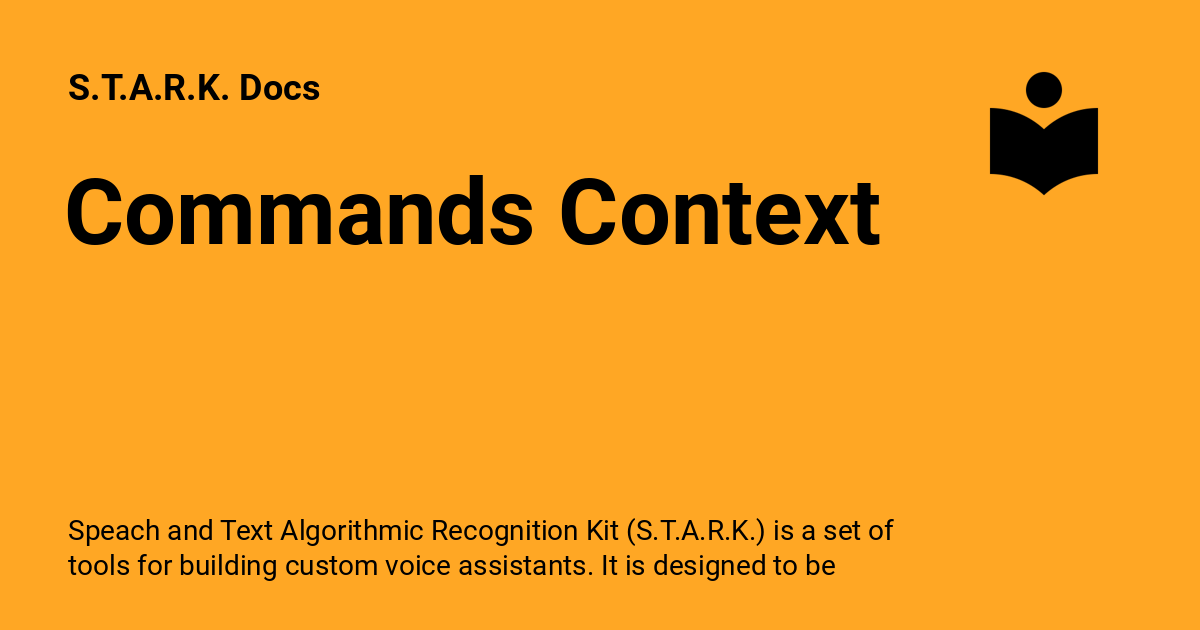 S.T.A.R.K. Docs
Commands Context
Speach and Text Algorithmic Recognition Kit (S.T.A.R.K.) is a set of
tools for building custom voice assistants. It is designed to be